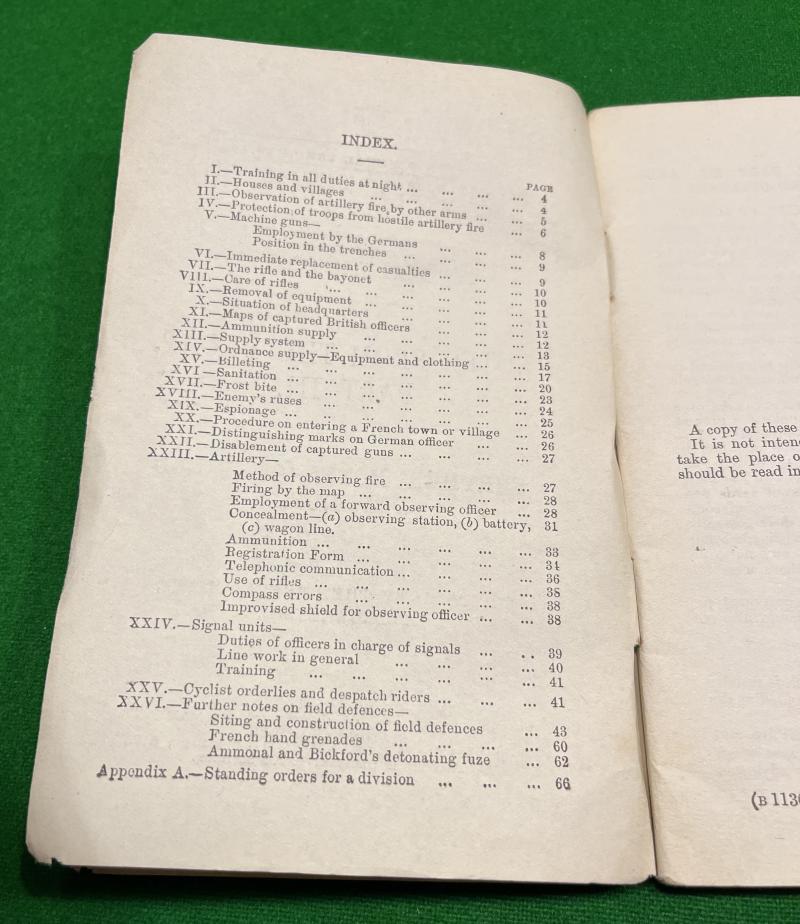 INDEX.
PAGE
I.—Training in all duties at night ... ... ... ... 4
II.—Houses and villages ... ... ... ... ... 4
III.—Observation of artillery fire by other arms ... ... 5
IV.—Protection of troops from hostile artillery fire ... 6
V.—Machine guns—
Employment by the Germans ... ... ... 8
Position in the trenches ... ... ... ... 9
VI.—Immediate replacement of casualties ... ... ... 9
VII.—The rifle and the bayonet ... ... ... ... 10
VIII.—Care of rifles ... ... ... ... ... ... 10
IX.—Removal of equipment ... ... ... ... ... 11
X.—Situation of headquarters ... ... ... ... 11
XI.—Maps of captured British officers ... ... ... 12
XII.—Ammunition supply ... ... ... ... ... 12
XIII.—Supply system ... ... ... ... ... ... 13
XIV.—Ordnance supply—Equipment and clothing ... ... ... 15
XV.—Billeting ... ... ... ... ... ... 17
XVI—Sanitation ... ... ... ... ... ... 20
XVII.—Frost bite ... ... ... ... ... ... 23
XVIII.—Enemy's ruses ... ... ... ... ... 24
XIX.—Espionage ... ... ... ... ... ... 25
XX.—Procedure on entering a French town or village ... 26
XXI.—Distinguishing marks on German officer ... ... 26
XXII.—Disablement of captured guns ... ... ... ... 27
XXIII.—Artillery—
Method of observing fire ... ... ... ... 27
Firing by the map ... ... ... ... ... 28
Employment of a forward observing officer ... 28
Concealment—(a) observing station, (b) battery, 31
(c) wagon line.
Ammunition ... ... ... ... ... ... 33
Registration Form ... ... ... ... ... 34
Telephonic communication ... ... ... ... 36
Use of rifles ... ... ... ... ... ... 38
Compass errors ... ... ... ... ... 38
Improvised shield for observing officer ... ... 38
XXIV.—Signal units—
Duties of officers in charge of signals ... ... 39
Line work in general ... ... ... ... 40
Training ... ... ... ... ... ... 41
XXV.—Cyclist orderlies and despatch riders ... ... ... 41
XXVI.—Further notes on field defences—
Siting and construction of field defences ... 43
French hand grenades ... ... ... ... 60
Ammonal and Bickford's detonating fuze ... 62
Appendix A.—Standing orders for a division ... ... ... 66
A copy of these
It is not inten
take the place o
should be read in
(B 1136